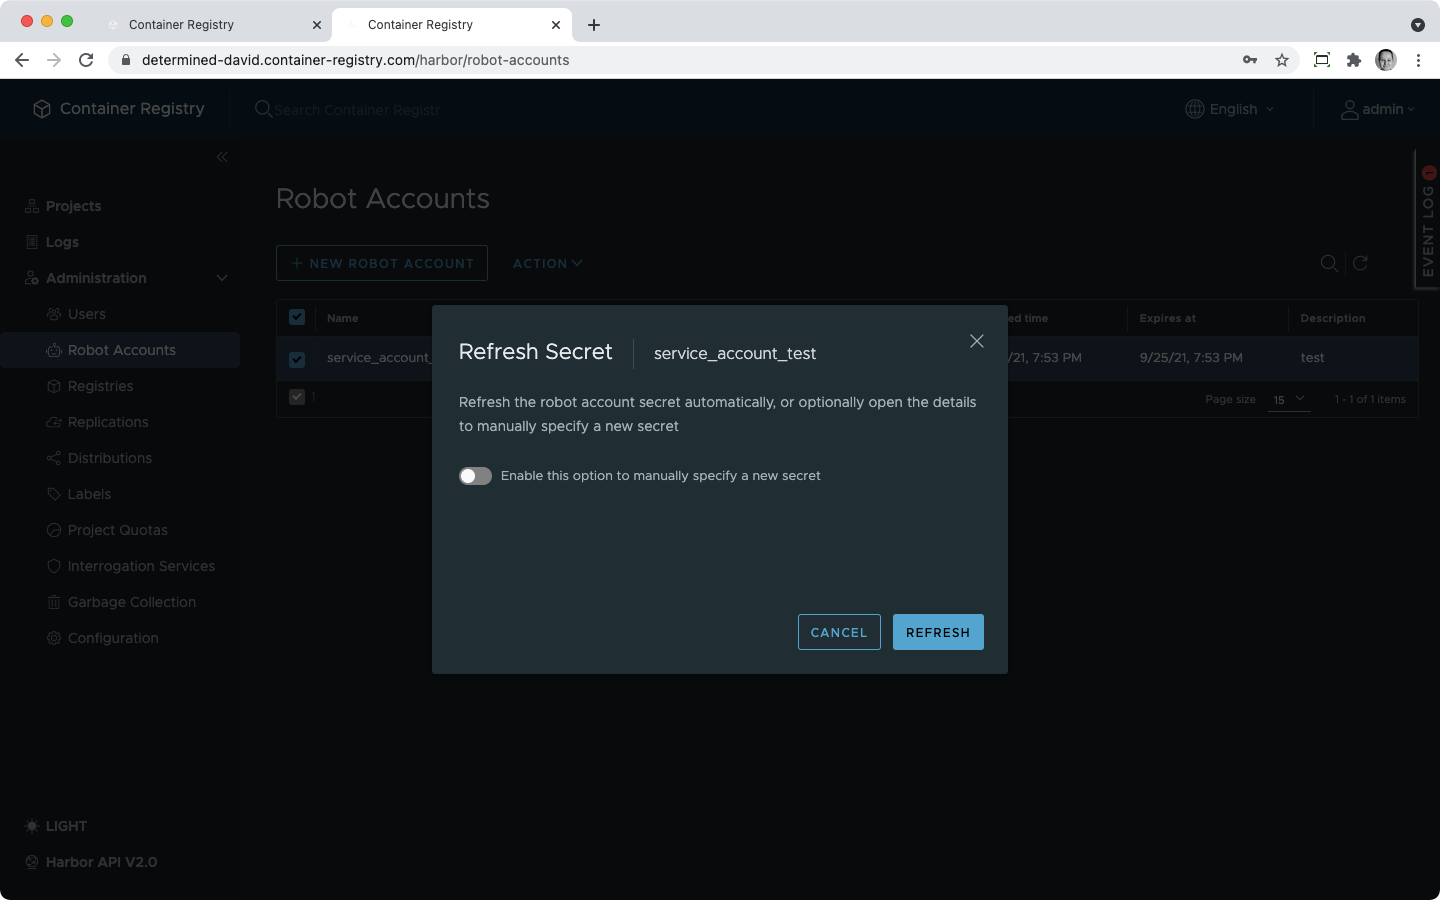 Container Registry
Container Registry
determined-david.container-registry.com/harbor/robot-accounts
Container Registry
Search Container Registr
English
admin
EVENT LOG 1
Projects
Logs
Administration
Users
Robot Accounts
Registries
Replications
Distributions
Labels
Project Quotas
Interrogation Services
Garbage Collection
Configuration
LIGHT
Harbor API V2.0
Robot Accounts
+ NEW ROBOT ACCOUNT
ACTION
Name
ed time
Expires at
Description
service_account_
/21, 7:53 PM
9/25/21, 7:53 PM
test
1
Page size
15
1 - 1 of 1 items
Refresh Secret
service_account_test
Refresh the robot account secret automatically, or optionally open the details
to manually specify a new secret
Enable this option to manually specify a new secret
CANCEL
REFRESH